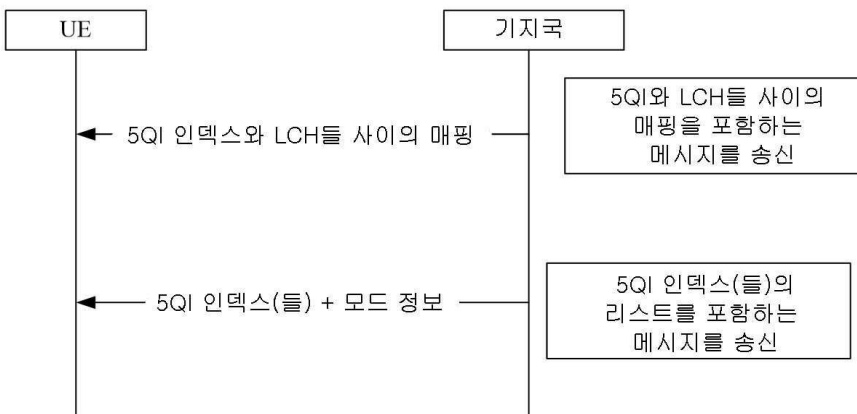 UE
기지국
5QI와 LCH들 사이의
매핑을 포함하는
메시지를 송신
5QI 인덱스와 LCH들 사이의 매핑
5QI 인덱스(들)의
리스트를 포함하는
메시지를 송신
5QI 인덱스(들) + 모드 정보